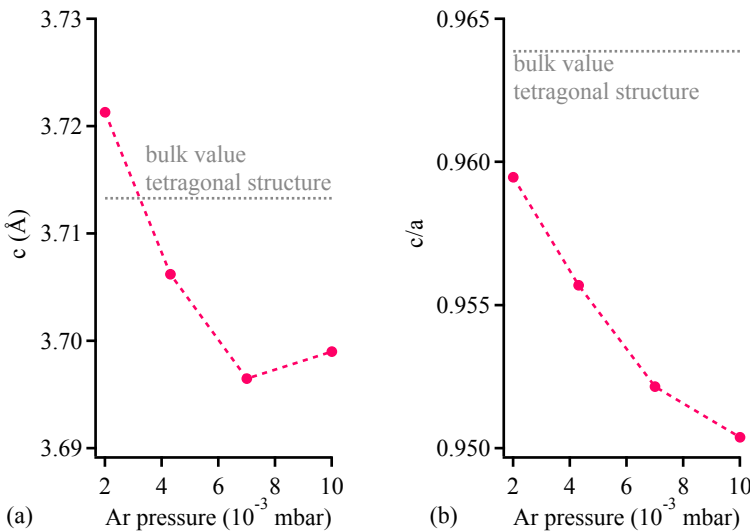 3.73
3.72
3.71
3.70
3.69
c (Å)
bulk value
tetragonal structure
2 4 6 8 10
(a) Ar pressure (10⁻³ mbar)
0.965
0.960
0.955
0.950
c/a
bulk value
tetragonal structure
2 4 6 8 10
(b) Ar pressure (10⁻³ mbar)